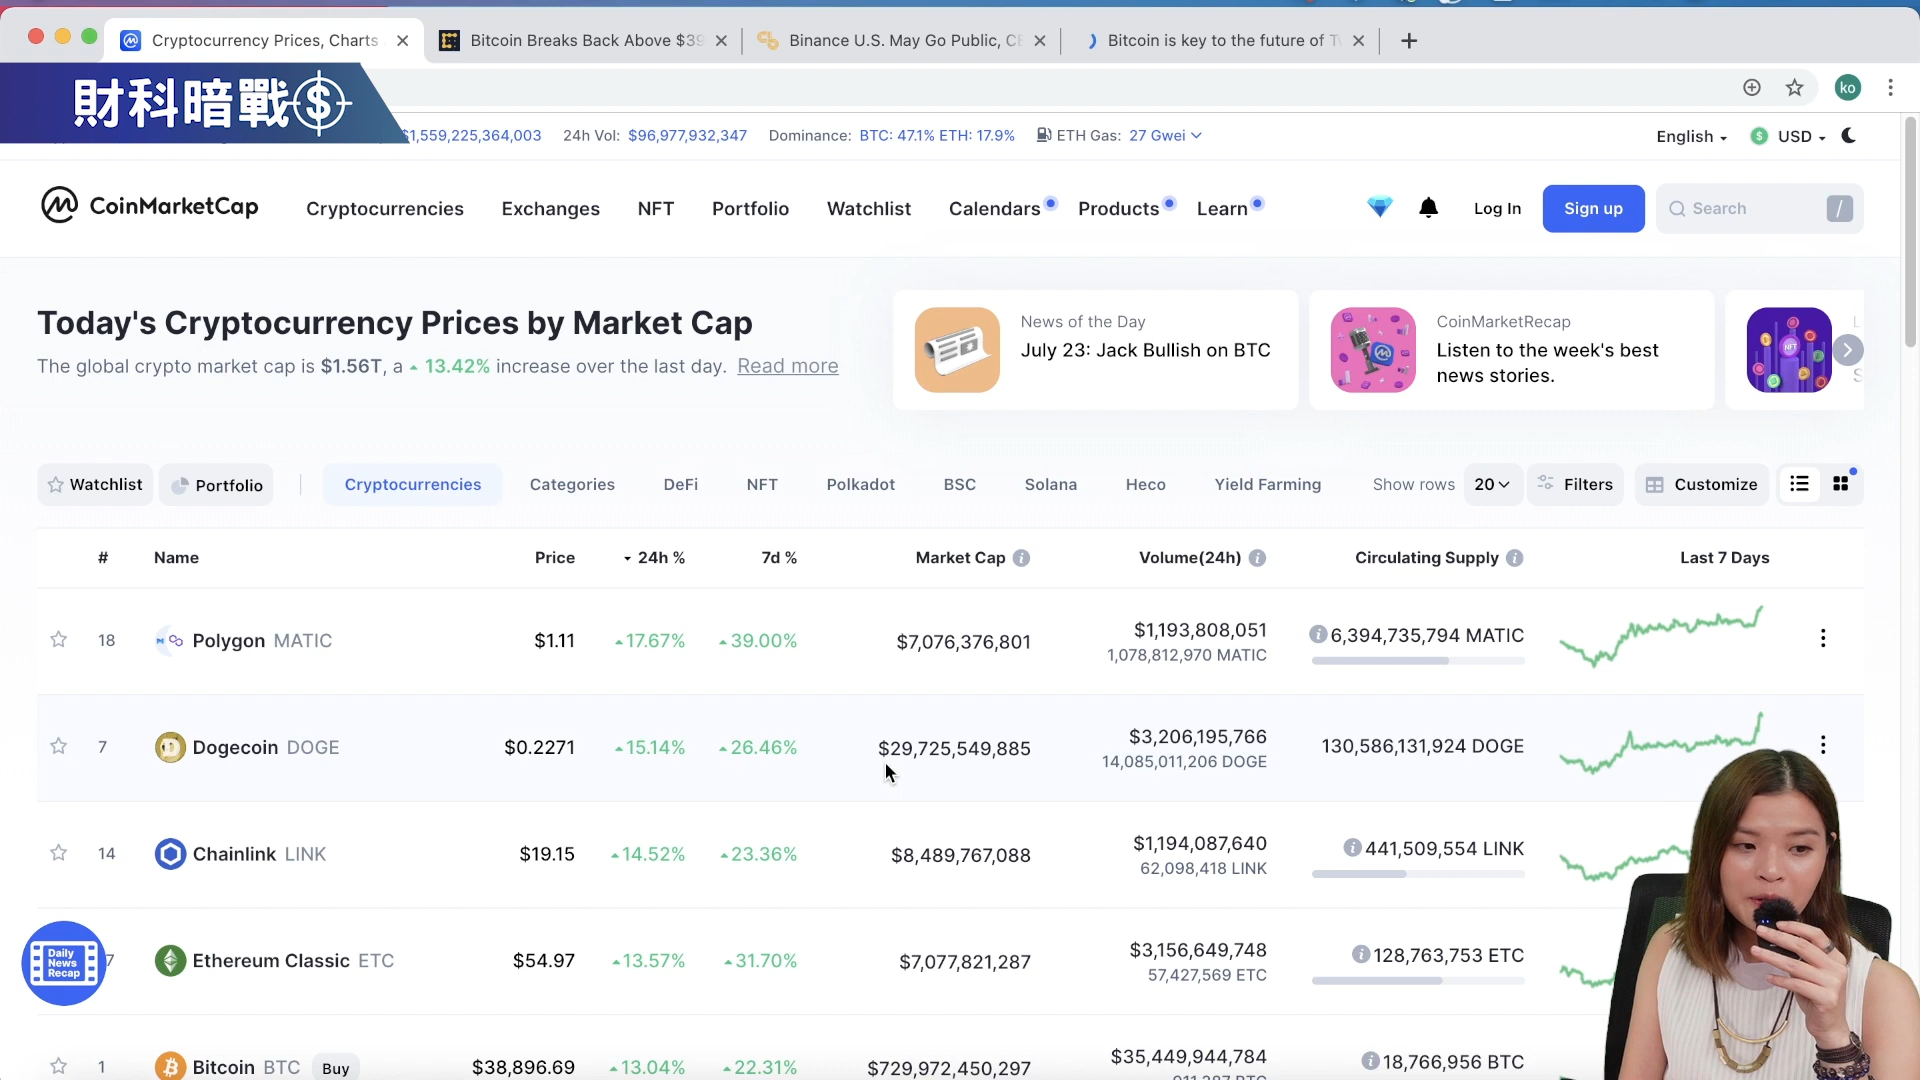 Cryptocurrency Prices, Charts
Bitcoin Breaks Back Above $39
Binance U.S. May Go Public, CE
Bitcoin is key to the future of Tw
財科暗戰
ko
$1,559,225,364,003
24h Vol: $96,977,932,347
Dominance: BTC: 47.1% ETH: 17.9%
ETH Gas: 27 Gwei
English
USD
CoinMarketCap
Cryptocurrencies
Exchanges
NFT
Portfolio
Watchlist
Calendars
Products
Learn
Log In
Sign up
Search
/
Today's Cryptocurrency Prices by Market Cap
The global crypto market cap is $1.56T, a 13.42% increase over the last day. Read more
News of the Day
July 23: Jack Bullish on BTC
CoinMarketRecap
Listen to the week's best
news stories.
NFT
Watchlist
Portfolio
Cryptocurrencies
Categories
DeFi
NFT
Polkadot
BSC
Solana
Heco
Yield Farming
Show rows
20
Filters
Customize
# Name Price 24h % 7d % Market Cap Volume(24h) Circulating Supply Last 7 Days
18 Polygon MATIC $1.11 17.67% 39.00% $7,076,376,801 $1,193,808,051 6,394,735,794 MATIC
1,078,812,970 MATIC
7 Dogecoin DOGE $0.2271 15.14% 26.46% $29,725,549,885 $3,206,195,766 130,586,131,924 DOGE
14,085,011,206 DOGE
14 Chainlink LINK $19.15 14.52% 23.36% $8,489,767,088 $1,194,087,640 441,509,554 LINK
62,098,418 LINK
7 Ethereum Classic ETC $54.97 13.57% 31.70% $7,077,821,287 $3,156,649,748 128,763,753 ETC
57,427,569 ETC
Daily
News
Recap
1 Bitcoin BTC Buy $38,896.69 13.04% 22.31% $729,972,450,297 $35,449,944,784 18,766,956 BTC